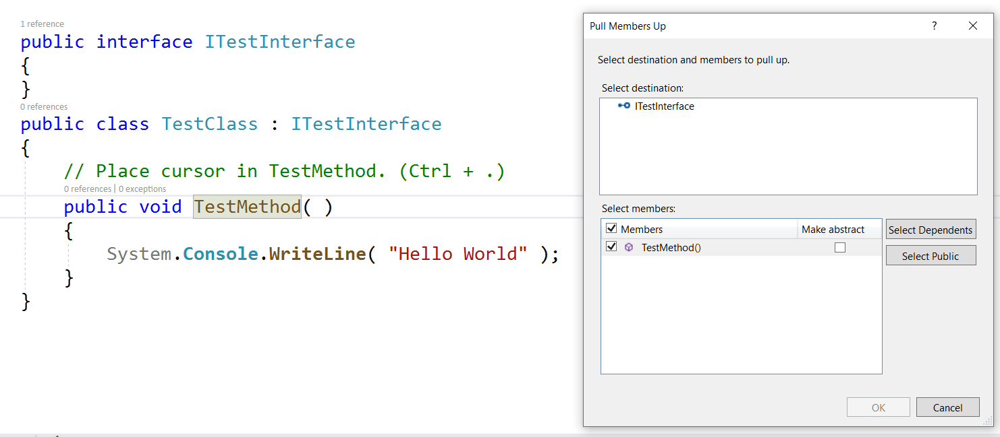 1 reference
public interface ITestInterface
{
}
0 references
public class TestClass : ITestInterface
{
// Place cursor in TestMethod. (Ctrl + .)
0 references | 0 exceptions
public void TestMethod( )
{
System.Console.WriteLine( "Hello World" );
}
}
Pull Members Up ?
Select destination and members to pull up.
Select destination:
ITestInterface
Select members:
Members Make abstract
TestMethod()
Select Dependents
Select Public
OK Cancel